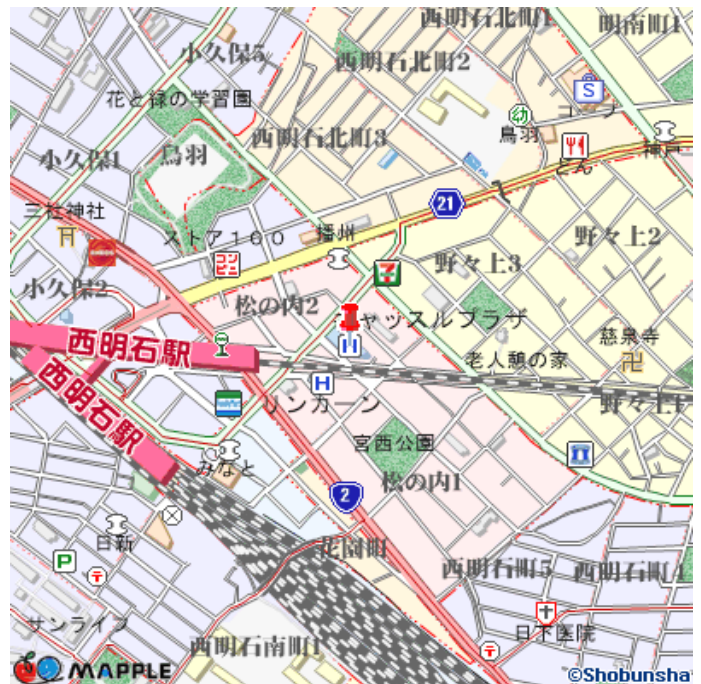 西明石北町1
明南町1
小久保5
西明石北町2
S
花と緑の学習園
コープ
幼
鳥羽
西明石北町3
小久保1
鳥羽
神戸
とん
三社神社
21
ストア100
播州
野々上2
コンビニ
野々上3
7
小久保2
松の内2
キャッスルプラザ
西明石駅
慈泉寺
H
老人憩の家
西明石駅
H
リンカーン
野々上1
宮西公園
みなと
松の内1
2
日新
花園町
P
西明石町5
西明石町4
サンライフ
日下医院
西明石南町1
MAPPLE
©Shobunsha